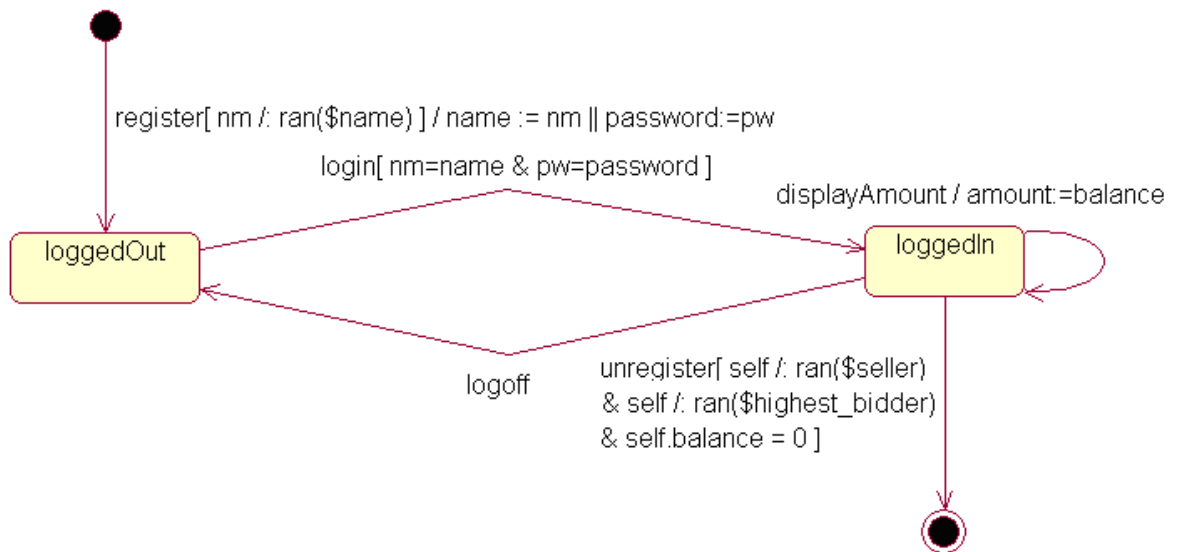 register[ nm /: ran($name) ] / name := nm || password:=pw
login[ nm=name & pw=password ]
displayAmount / amount:=balance
loggedOut
loggedIn
logoff
unregister[ self /: ran($seller)
& self /: ran($highest_bidder)
& self.balance = 0 ]